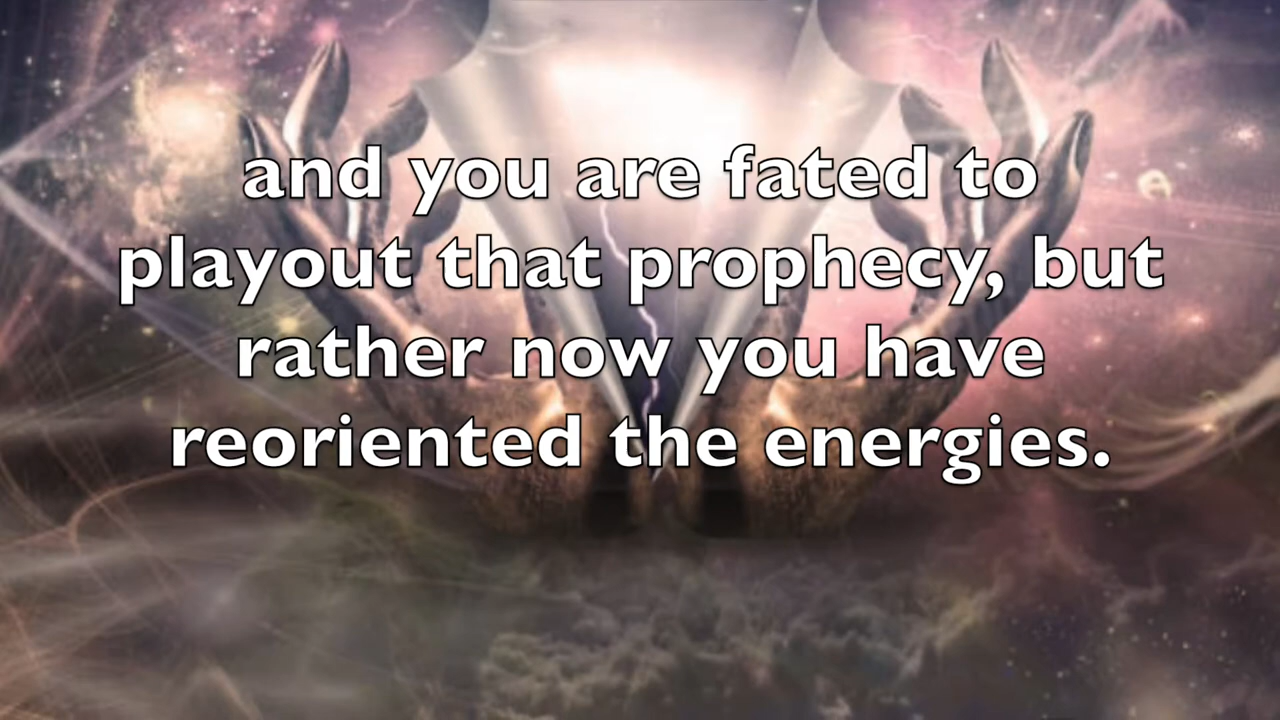 and you are fated to
playout that prophecy, but
rather now you have
reoriented the energies.